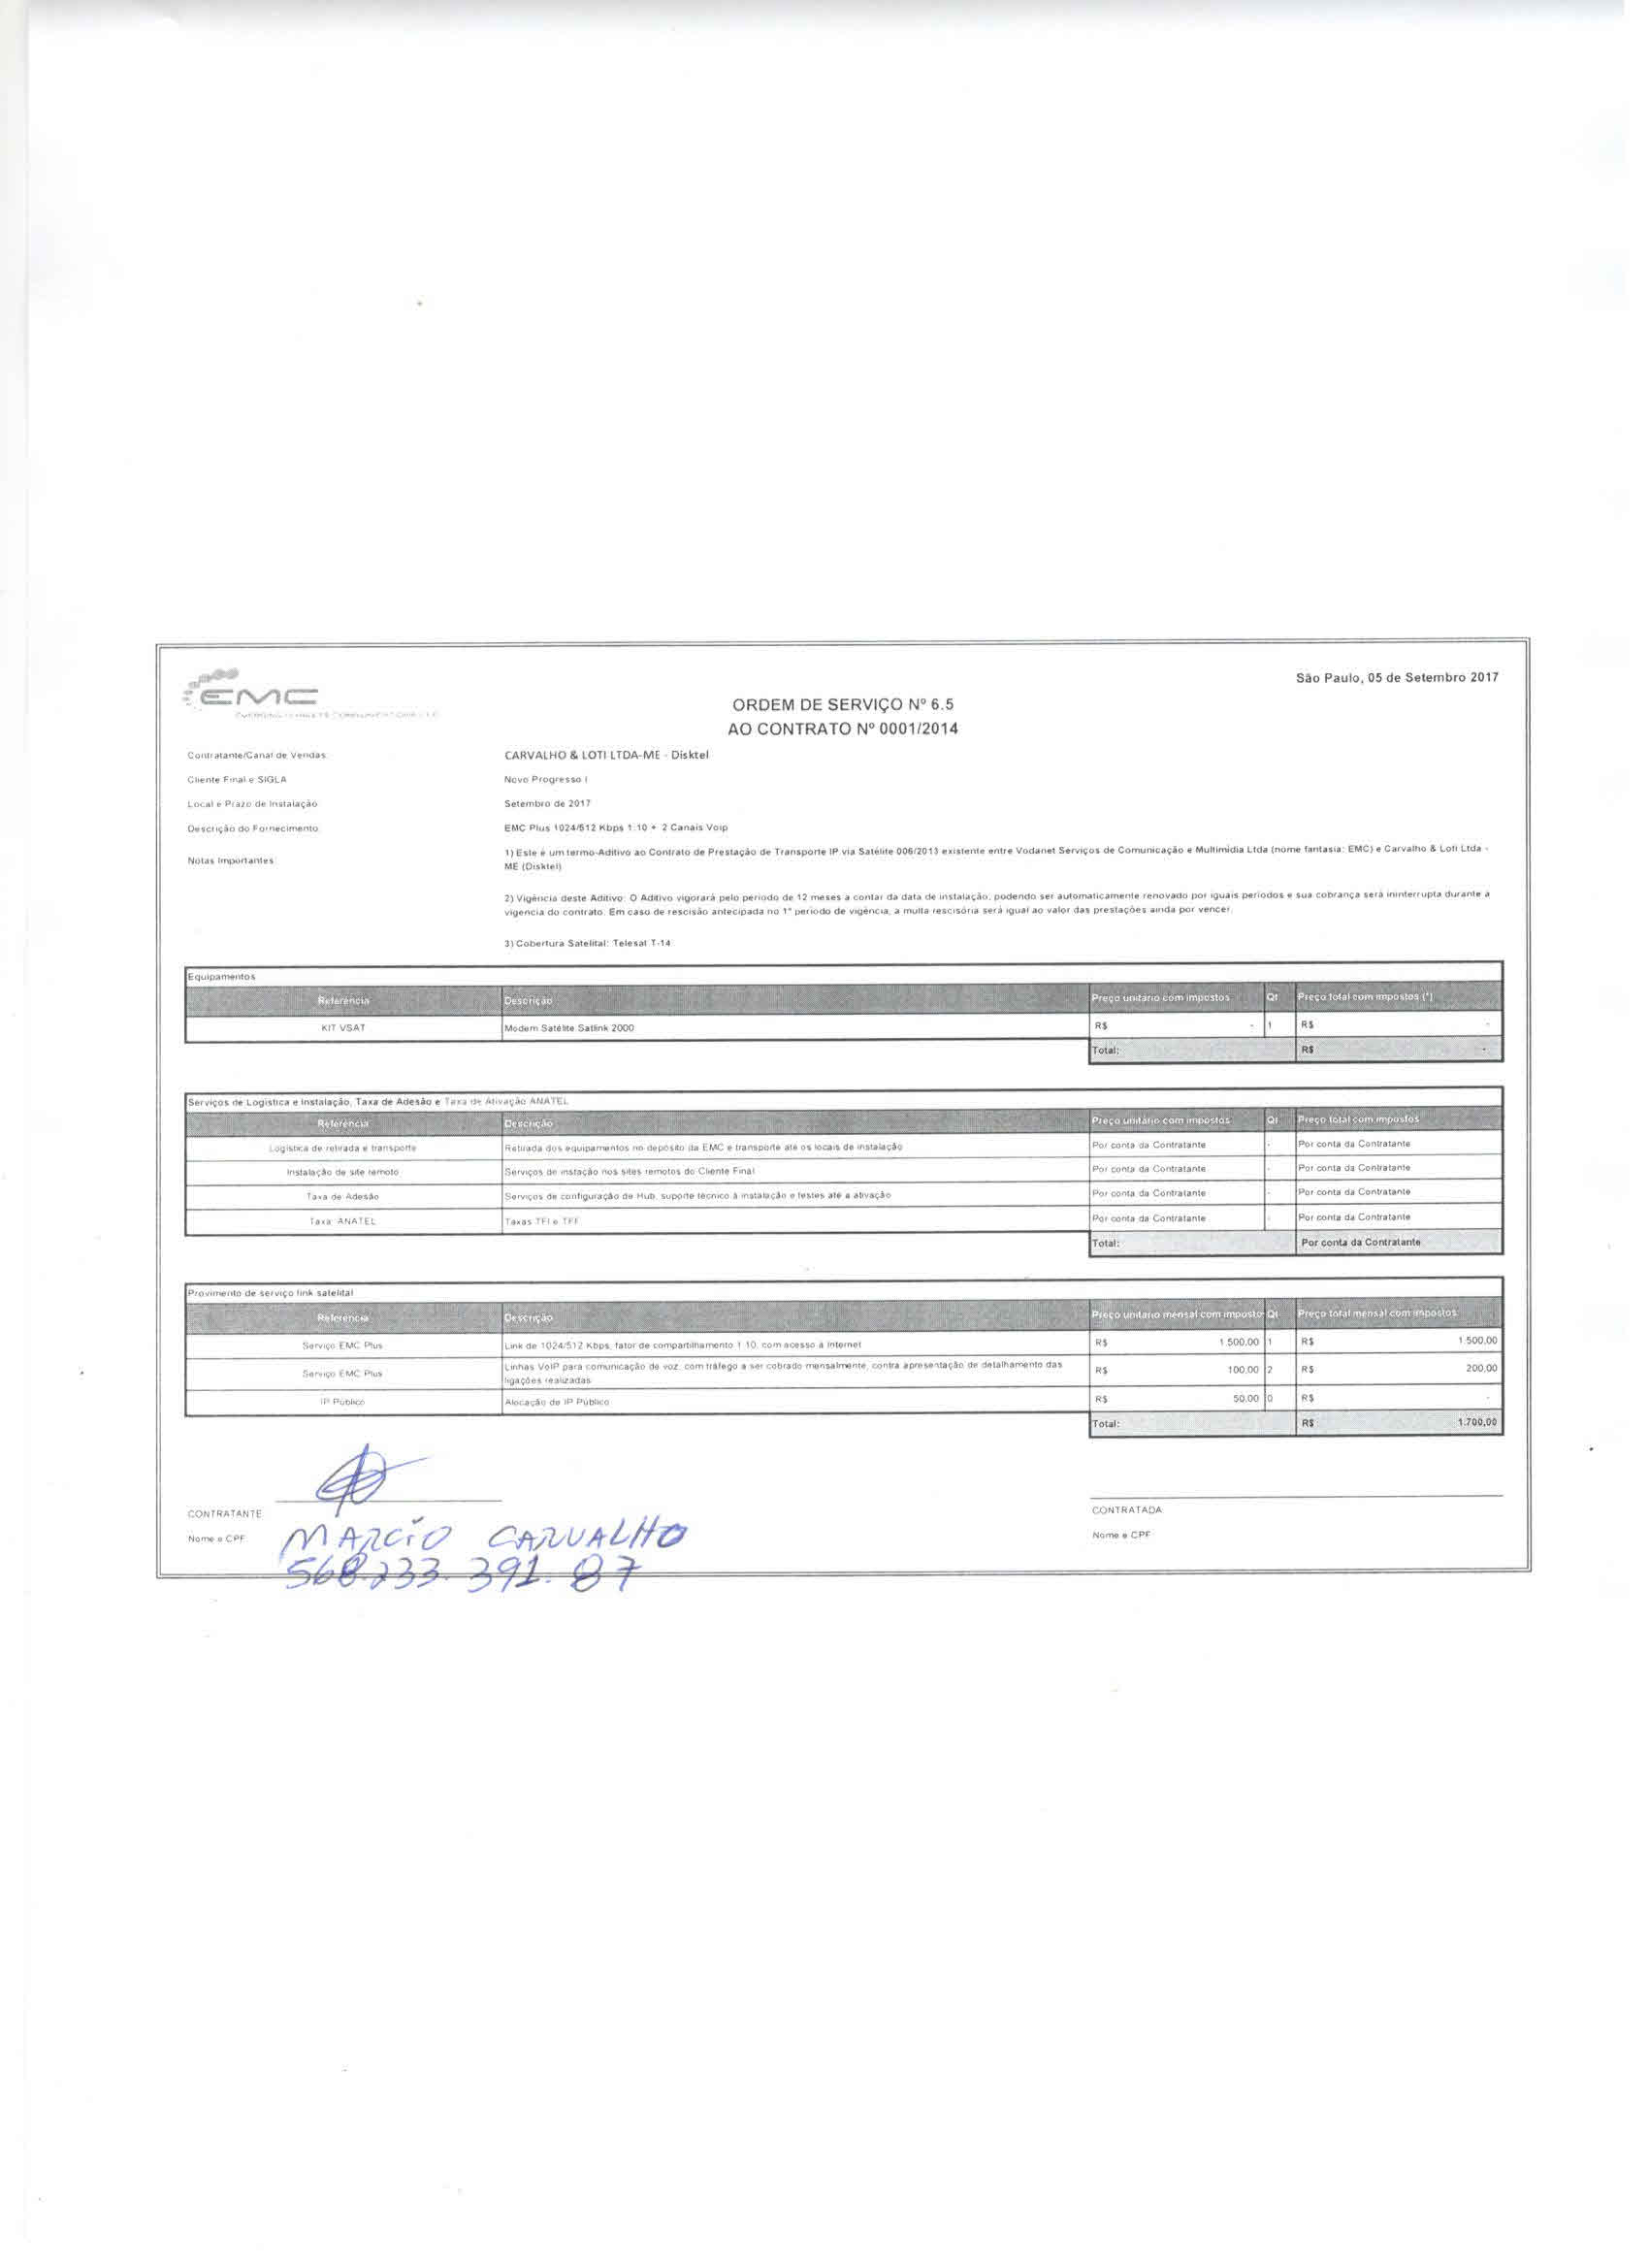 São Paulo, 05 de Setembro 2017
EMC
ORDEM DE SERVIÇO Nº 6.5
AO CONTRATO Nº 0001/2014
Contratante/Canal de Vendas CARVALHO & LOTI LTDA-ME - Disktel
Cliente Final e SIGLA Novo Progresso I
Local e Prazo de Instalação Setembro de 2017
Descrição do Fornecimento EMC Plus 1024/512 Kbps 1:10 + 2 Canais Voip
Notas Importantes 1) Este é um termo-Aditivo ao Contrato de Prestação de Transporte IP via Satélite 006/2013 existente entre Vodanet Serviços de Comunicação e Multimídia Ltda (nome fantasia: EMC) e Carvalho & Loti Ltda -
ME (Disktel)
2) Vigência deste Aditivo: O Aditivo vigorará pelo período de 12 meses a contar da data de instalação, podendo ser automaticamente renovado por iguais períodos e sua cobrança será ininterrupta durante a
vigencia do contrato. Em caso de rescisão antecipada no 1° período de vigência, a multa rescisória será igual ao valor das prestações ainda por vencer.
3) Cobertura Satelital: Telesat T-14
Equipamentos
Referência Descrição Preço unitário com impostos Qt Preço total com impostos (*)
KIT VSAT Modem Satélite Satlink 2000 R$ - 1 R$ -
Total: R$ -
Serviços de Logística e Instalação, Taxa de Adesão e Taxa de Ativação ANATEL
Referência Descrição Preço unitário com impostos Qt Preço total com impostos
Logística de retirada e transporte Retirada dos equipamentos no depósito da EMC e transporte até os locais de instalação Por conta da Contratante - Por conta da Contratante
Instalação de site remoto Serviços de instação nos sites remotos do Cliente Final Por conta da Contratante - Por conta da Contratante
Taxa de Adesão Serviços de configuração de Hub, suporte técnico à instalação e testes até a ativação Por conta da Contratante - Por conta da Contratante
Taxa ANATEL Taxas TFI e TFF Por conta da Contratante - Por conta da Contratante
Total: Por conta da Contratante
Provimento de serviço link satelital
Referência Descrição Preço unitário mensal com imposto Qt Preço total mensal com impostos
Serviço EMC Plus Link de 1024/512 Kbps, fator de compartilhamento 1:10, com acesso à Internet R$ 1.500,00 1 R$ 1.500,00
Serviço EMC Plus Linhas VoIP para comunicação de voz, com tráfego a ser cobrado mensalmente, contra apresentação de detalhamento das
ligações realizadas R$ 100,00 2 R$ 200,00
IP Público Alocação de IP Público R$ 50,00 0 R$ -
Total: R$ 1.700,00
CONTRATANTE CONTRATADA
Nome e CPF MARCIO CARVALHO Nome e CPF
568.233.391.87